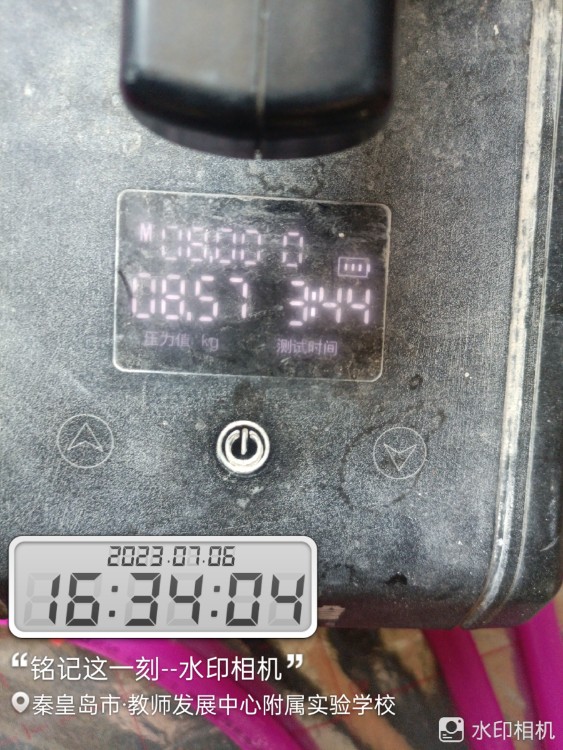 M 08.00 0
08.57 3:44
压力值 kg 测试时间
2023.07.06
16:34:04
“铭记这一刻--水印相机”
秦皇岛市·教师发展中心附属实验学校
水印相机